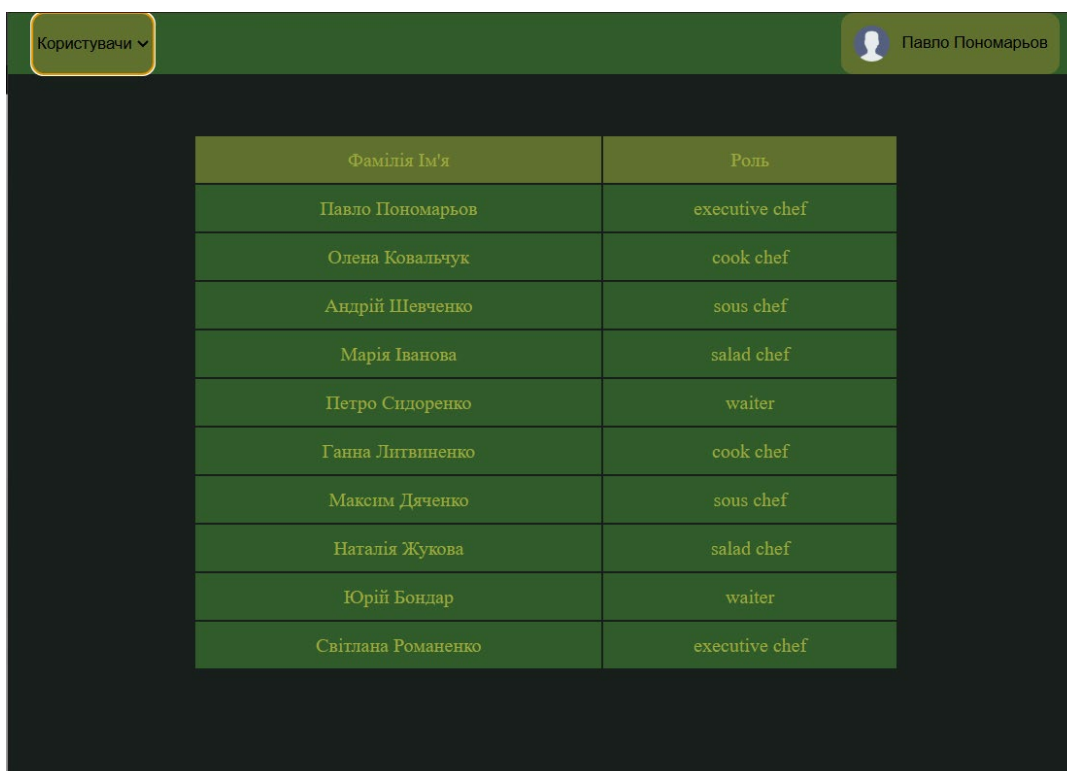 Користувачи
Павло Пономарьов
Фамілія Ім'я Роль
Павло Пономарьов executive chef
Олена Ковальчук cook chef
Андрій Шевченко sous chef
Марія Іванова salad chef
Петро Сидоренко waiter
Ганна Литвиненко cook chef
Максим Дяченко sous chef
Наталія Жукова salad chef
Юрій Бондар waiter
Світлана Романенко executive chef